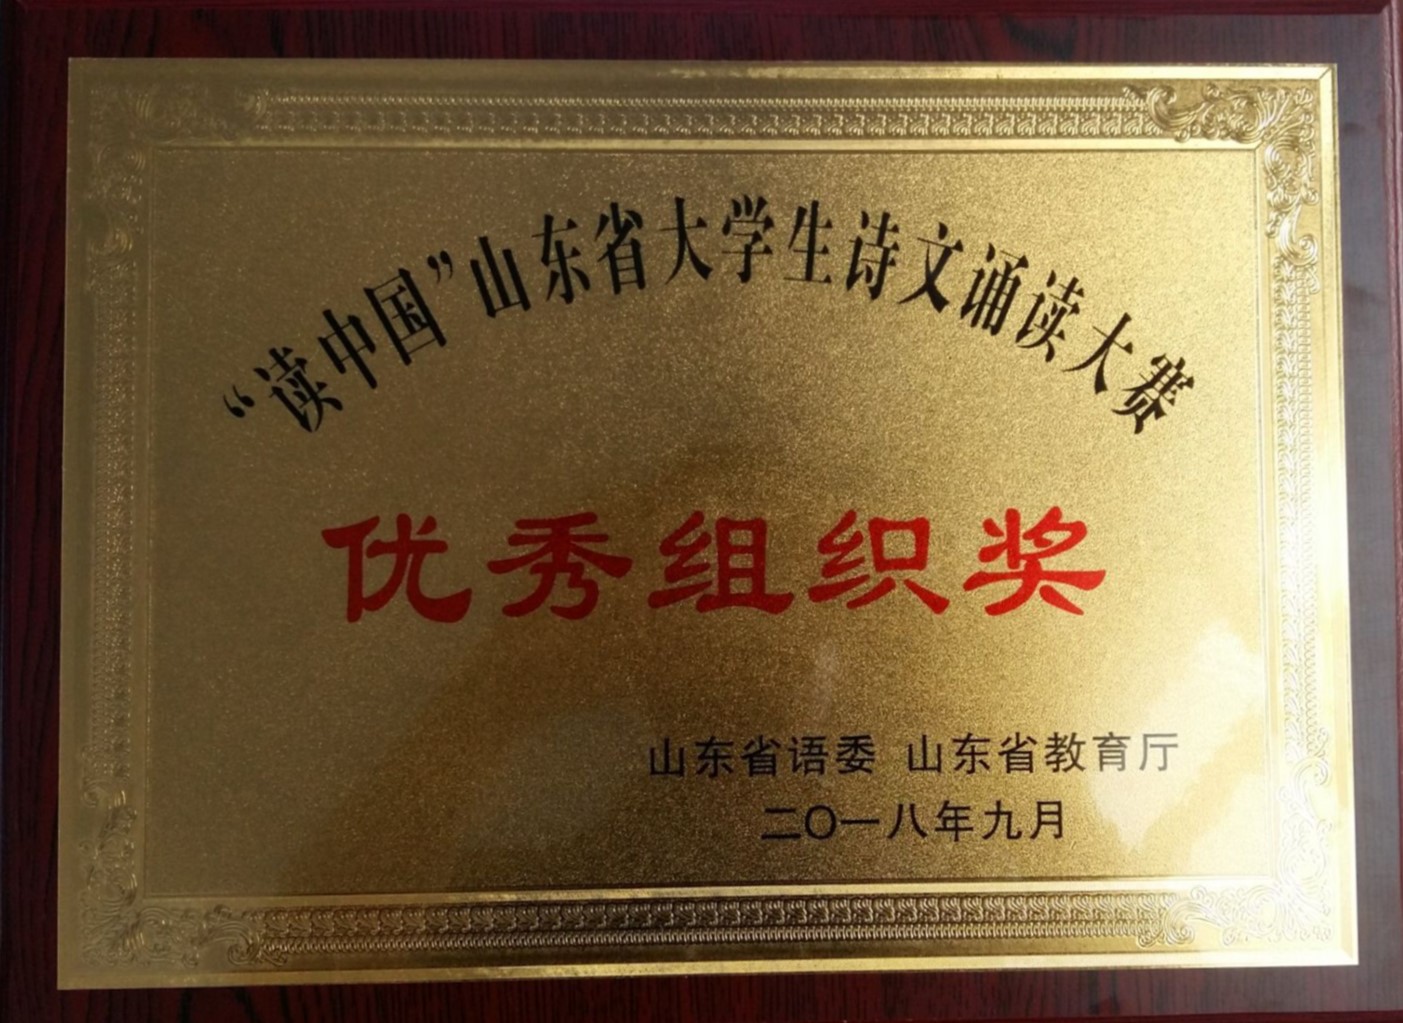 “读中国”山东省大学生诗文诵读大赛
优秀组织奖
山东省语委 山东省教育厅
二〇一八年九月